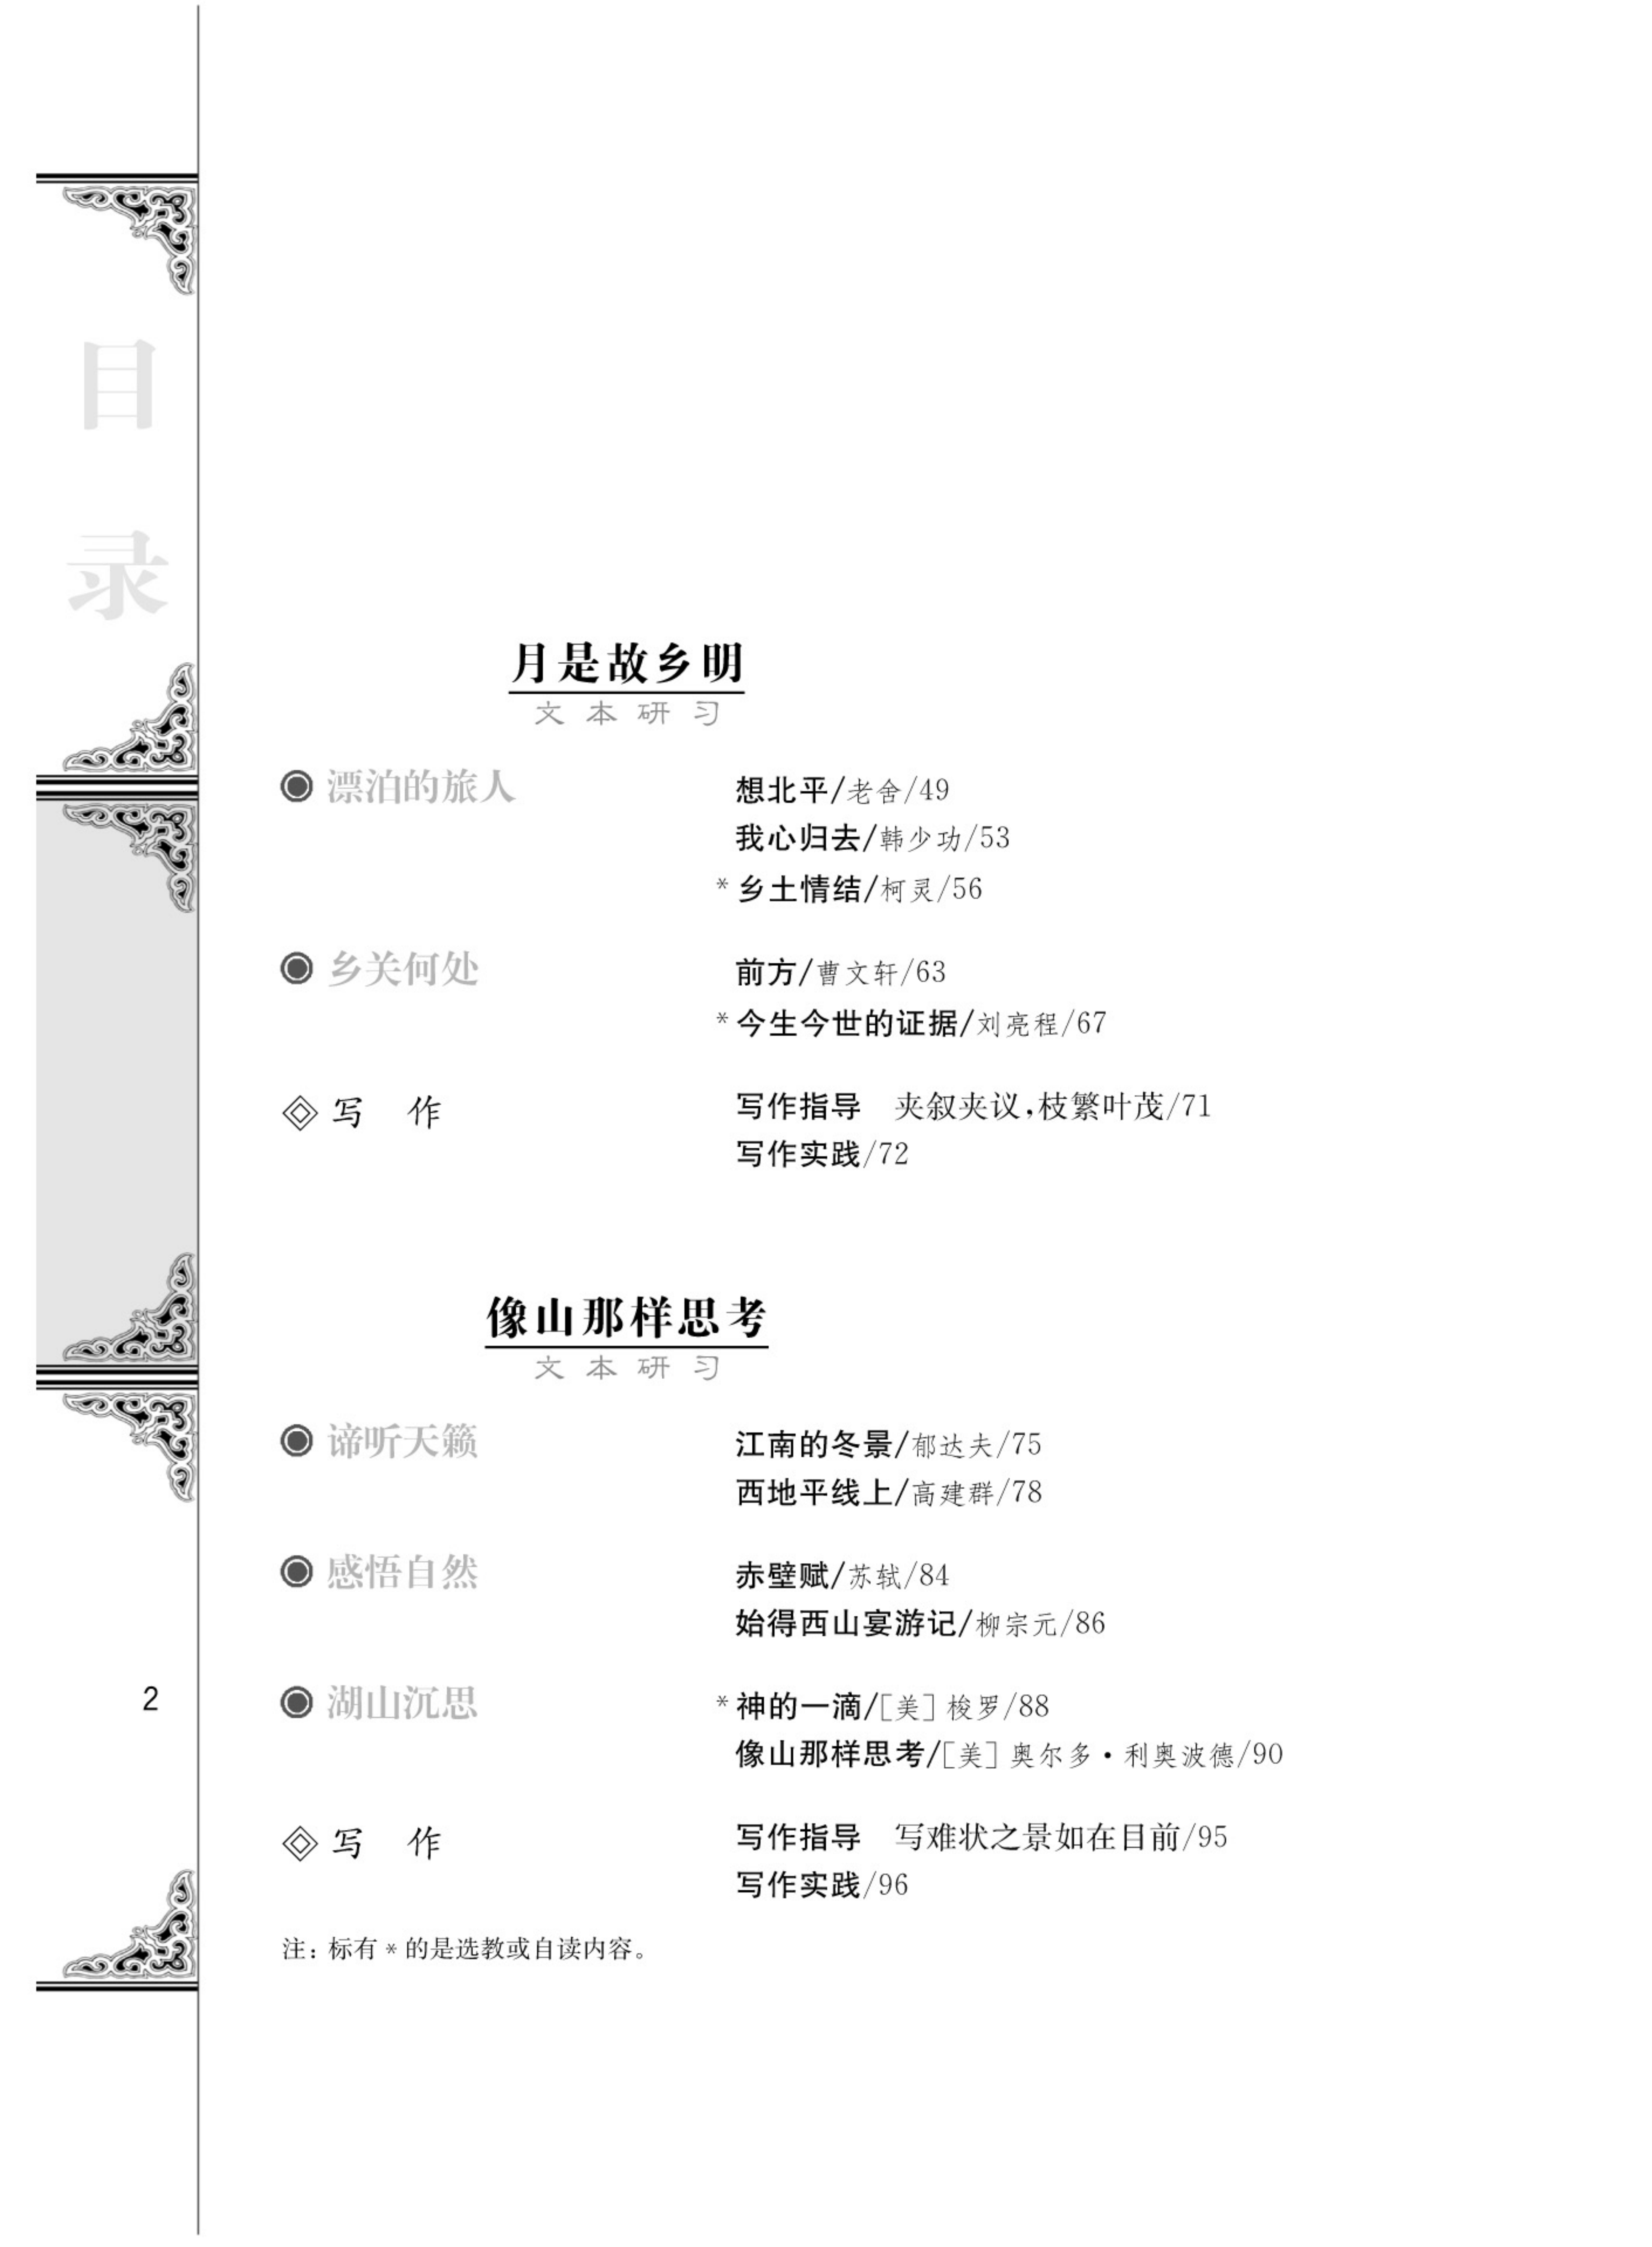 目
录
月是故乡明
文本研习
漂泊的旅人
想北平/老舍/49
我心归去/韩少功/53
*乡土情结/柯灵/56
乡关何处
前方/曹文轩/63
*今生今世的证据/刘亮程/67
写 作
写作指导 夹叙夹议,枝繁叶茂/71
写作实践/72
像山那样思考
文本研习
谛听天籁
江南的冬景/郁达夫/75
西地平线上/高建群/78
感悟自然
赤壁赋/苏轼/84
始得西山宴游记/柳宗元/86
2
湖山沉思
*神的一滴/[美]梭罗/88
像山那样思考/[美]奥尔多·利奥波德/90
写 作
写作指导 写难状之景如在目前/95
写作实践/96
注:标有*的是选教或自读内容。